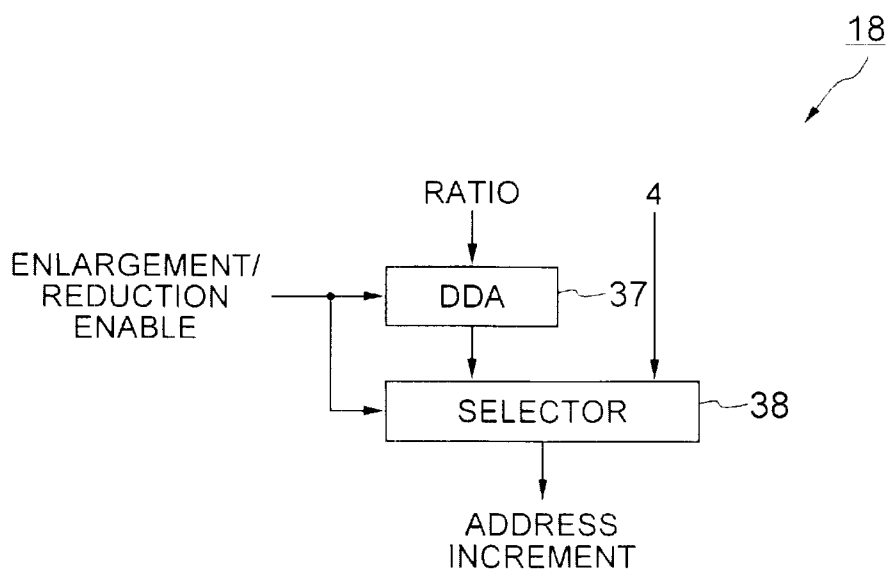 18
RATIO
4
ENLARGEMENT/
REDUCTION
ENABLE
DDA
37
SELECTOR
38
ADDRESS
INCREMENT